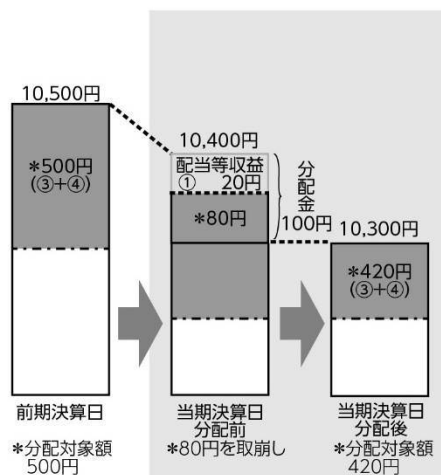 10,500円
*500円
(③+④)
10,400円
配当等収益
① 20円
*80円
分配金
100円
10,300円
*420円
(③+④)
前期決算日
*分配対象額
500円
当期決算日
分配前
*80円を取崩し
当期決算日
分配後
*分配対象額
420円